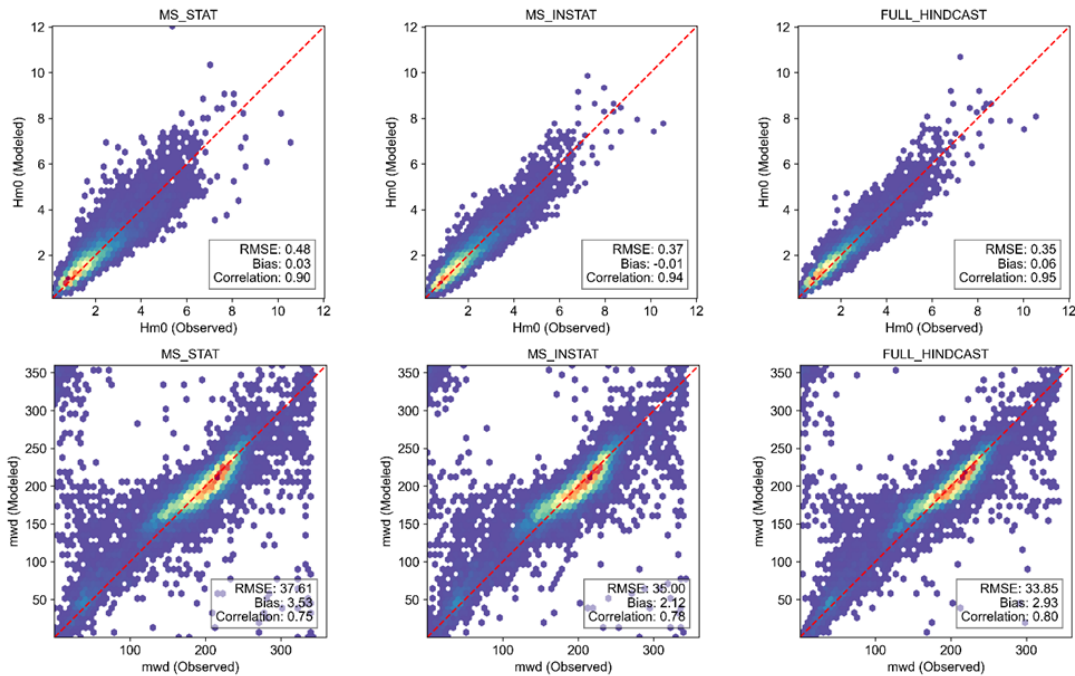 MS_STAT
12
10
8
6
4
2
Hm0 (Modeled)
RMSE: 0.48
Bias: 0.03
Correlation: 0.90
2 4 6 8 10 12
Hm0 (Observed)
MS_INSTAT
12
10
8
6
4
2
Hm0 (Modeled)
RMSE: 0.37
Bias: -0.01
Correlation: 0.94
2 4 6 8 10 12
Hm0 (Observed)
FULL_HINDCAST
12
10
8
6
4
2
Hm0 (Modeled)
RMSE: 0.35
Bias: 0.06
Correlation: 0.95
2 4 6 8 10 12
Hm0 (Observed)
MS_STAT
350
300
250
200
150
100
50
mwd (Modeled)
RMSE: 37.61
Bias: 3.53
Correlation: 0.75
100 200 300
mwd (Observed)
MS_INSTAT
350
300
250
200
150
100
50
mwd (Modeled)
RMSE: 35.00
Bias: 2.12
Correlation: 0.78
100 200 300
mwd (Observed)
FULL_HINDCAST
350
300
250
200
150
100
50
mwd (Modeled)
RMSE: 33.85
Bias: 2.93
Correlation: 0.80
100 200 300
mwd (Observed)